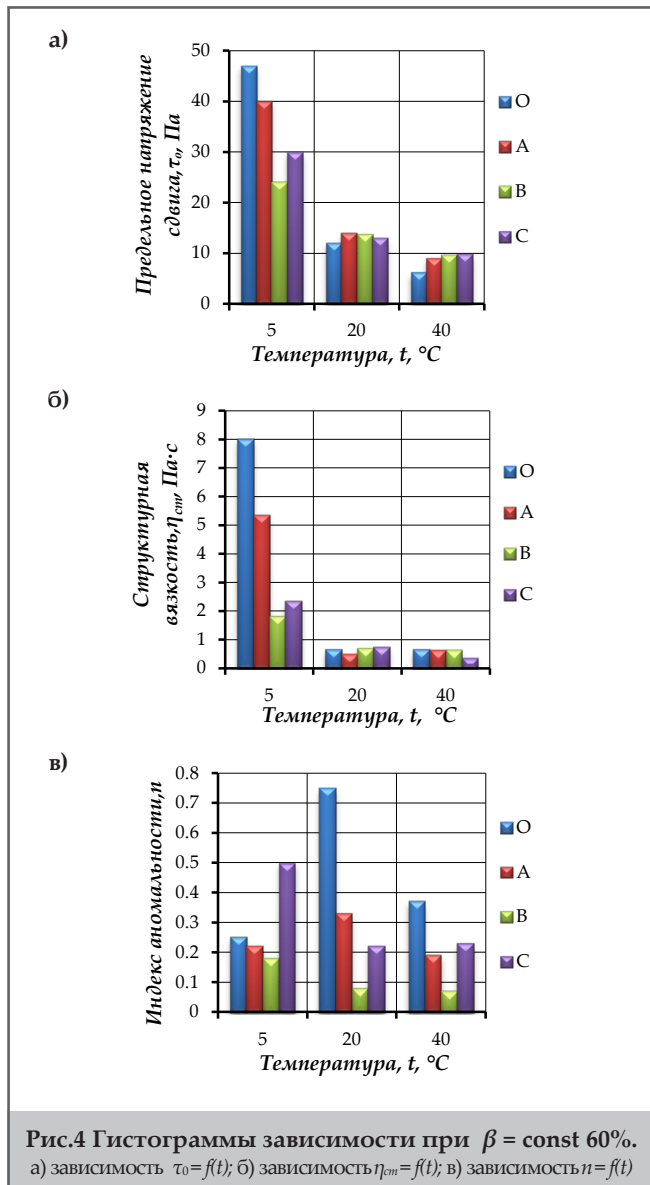 а)
Предельное напряжение
сдвига,τ₀, Па
50
40
30
20
10
0
5 20 40
Температура, t, °C
O
A
B
C
б)
Структурная
вязкость,ηст, Па·с
9
8
7
6
5
4
3
2
1
0
5 20 40
Температура, t, °C
O
A
B
C
в)
Индекс аномальности,n
0.8
0.7
0.6
0.5
0.4
0.3
0.2
0.1
0
5 20 40
Температура, t, °C
O
A
B
C
Рис.4 Гистограммы зависимости при β = const 60%.
а) зависимость τ₀=f(t); б) зависимость ηст=f(t); в) зависимость n=f(t)